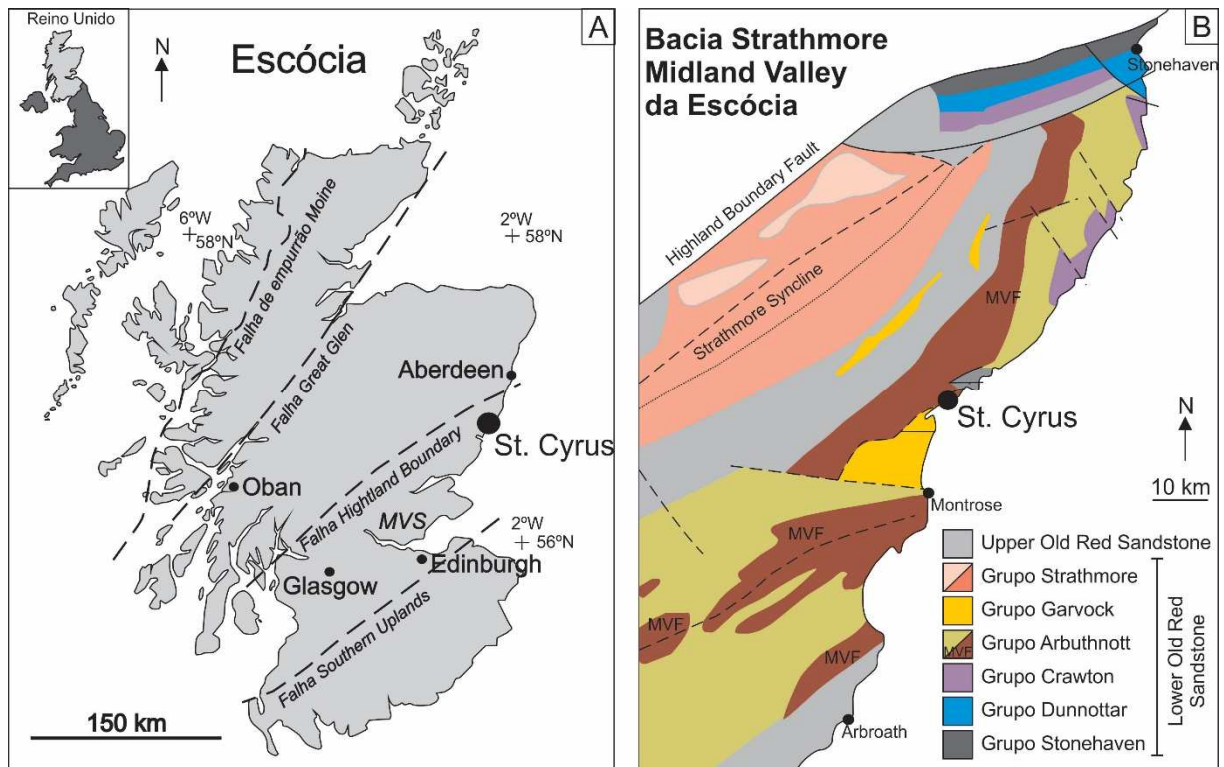 Reino Unido
A
N
Escócia
6ºW
58ºN
2ºW
58ºN
Falha de empurrão Moine
Falha Great Glen
Aberdeen
Falha Hightland Boundary
St. Cyrus
Oban
MVS
2ºW
56ºN
Edinburgh
Glasgow
Falha Southern Uplands
150 km
B
Bacia Strathmore
Midland Valley
da Escócia
Stonehaven
Highland Boundary Fault
Strathmore Syncline
MVF
St. Cyrus
N
10 km
Montrose
MVF
MVF
MVF
Arbroath
Upper Old Red Sandstone
Grupo Strathmore
Grupo Garvock
MVF
Grupo Arbuthnott
Grupo Crawton
Grupo Dunnottar
Grupo Stonehaven
Lower Old Red
Sandstone